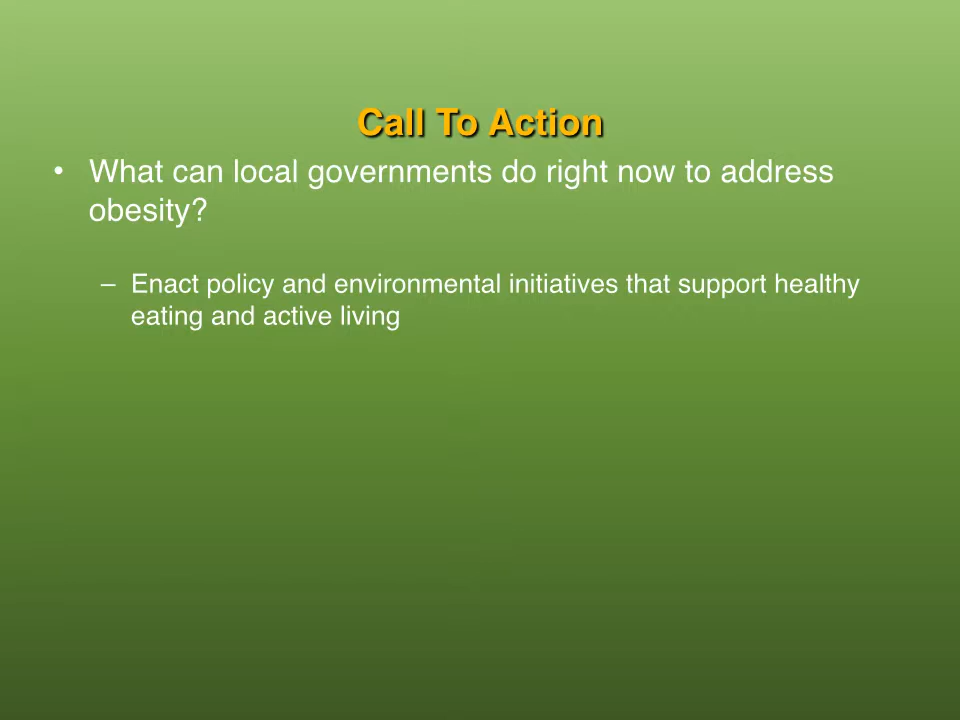 Call To Action
• What can local governments do right now to address
obesity?
– Enact policy and environmental initiatives that support healthy
eating and active living